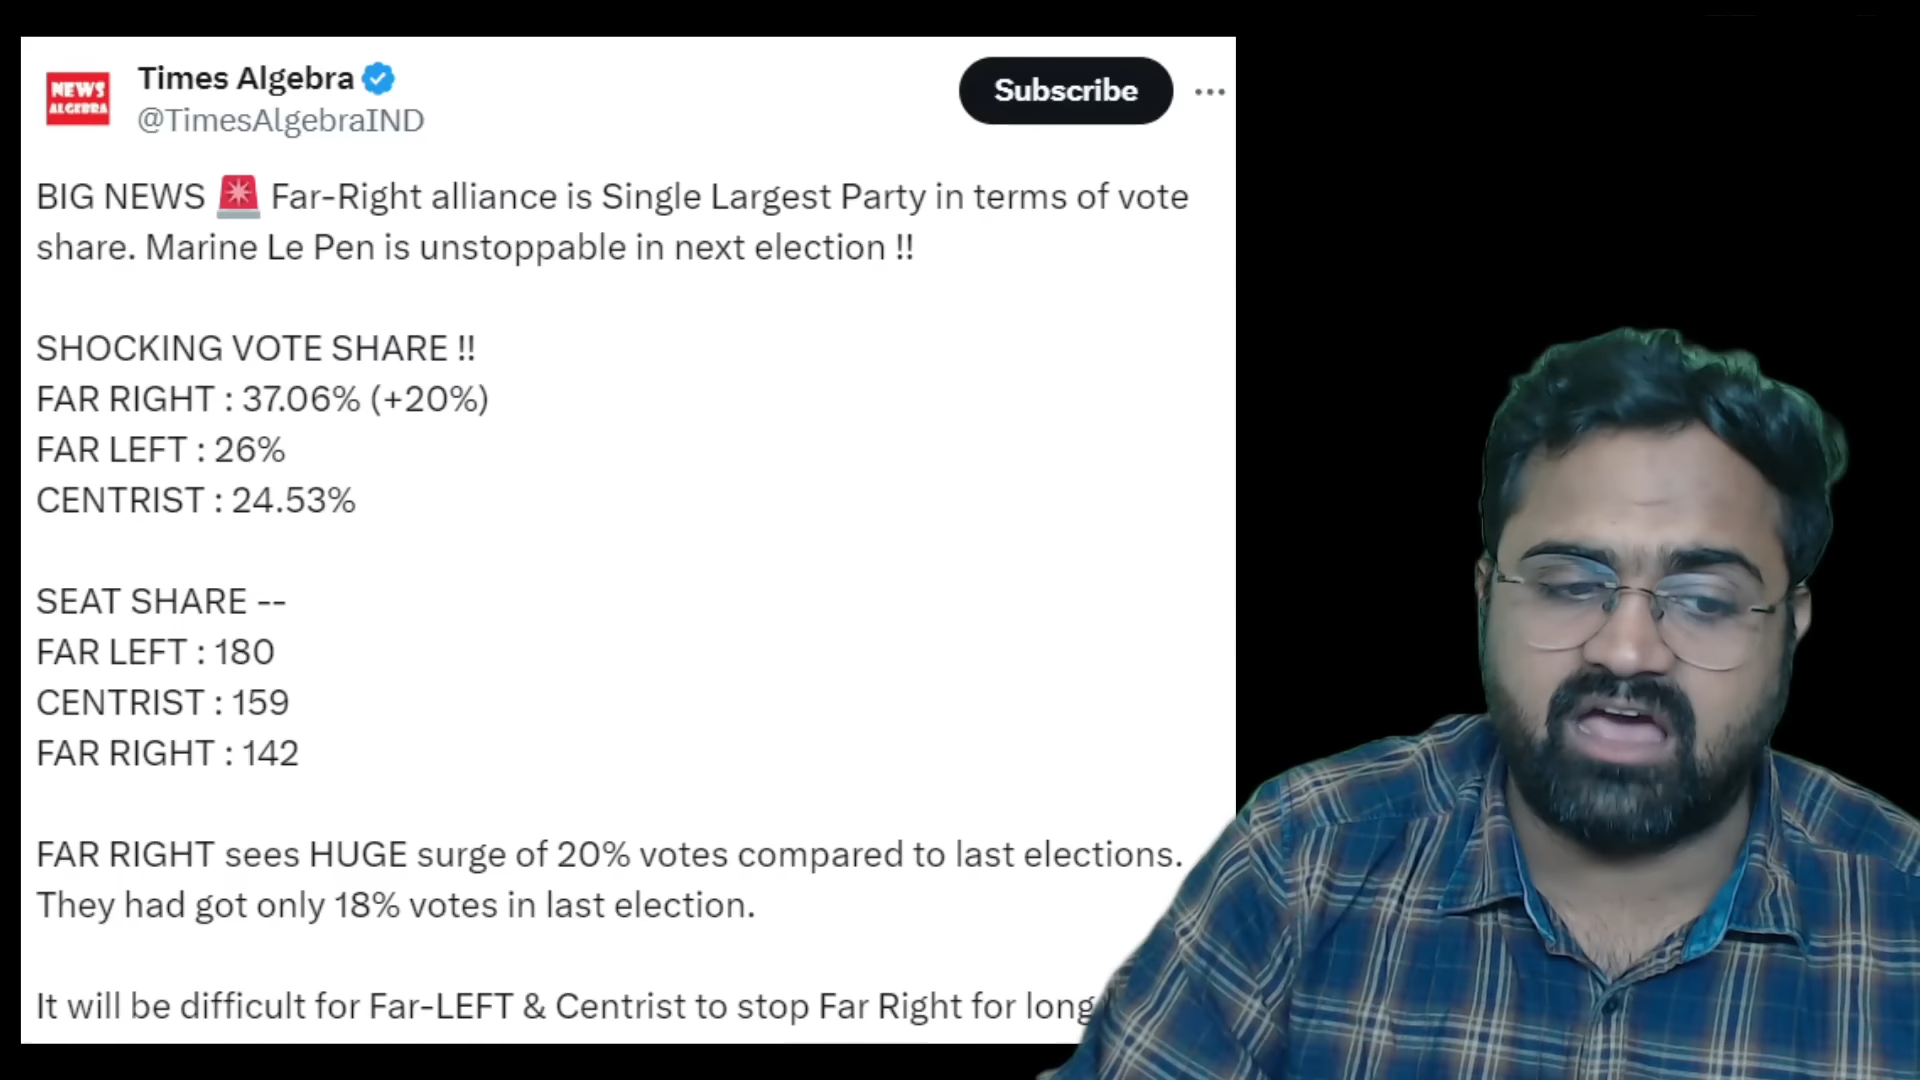 Times Algebra
@TimesAlgebraIND
NEWS
ALGEBRA
Subscribe
BIG NEWS 🚨 Far-Right alliance is Single Largest Party in terms of vote
share. Marine Le Pen is unstoppable in next election !!
SHOCKING VOTE SHARE !!
FAR RIGHT : 37.06% (+20%)
FAR LEFT : 26%
CENTRIST : 24.53%
SEAT SHARE --
FAR LEFT : 180
CENTRIST : 159
FAR RIGHT : 142
FAR RIGHT sees HUGE surge of 20% votes compared to last elections.
They had got only 18% votes in last election.
It will be difficult for Far-LEFT & Centrist to stop Far Right for long